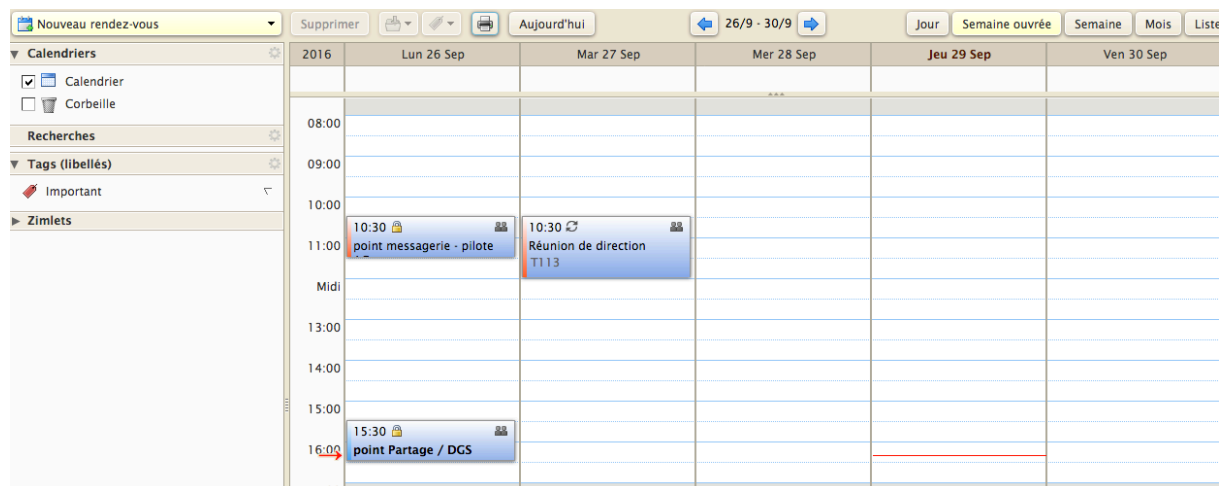 Nouveau rendez-vous
Supprimer
Aujourd'hui
26/9 - 30/9
Jour
Semaine ouvrée
Semaine
Mois
Liste
Calendriers
Calendrier
Corbeille
Recherches
Tags (libellés)
Important
Zimlets
2016
Lun 26 Sep
Mar 27 Sep
Mer 28 Sep
Jeu 29 Sep
Ven 30 Sep
08:00
09:00
10:00
10:30
point messagerie - pilote
10:30
Réunion de direction
T113
11:00
Midi
13:00
14:00
15:00
15:30
point Partage / DGS
16:00